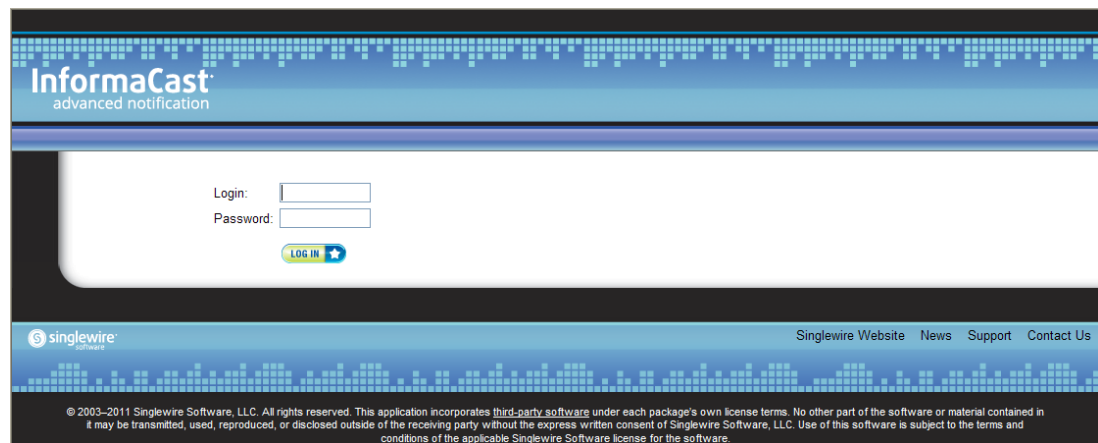 InformaCast
advanced notification
Login:
Password:
LOG IN
singlewire
software
Singlewire Website News Support Contact Us
© 2003–2011 Singlewire Software, LLC. All rights reserved. This application incorporates third-party software under each package's own license terms. No other part of the software or material contained in
it may be transmitted, used, reproduced, or disclosed outside of the receiving party without the express written consent of Singlewire Software, LLC. Use of this software is subject to the terms and
conditions of the applicable Singlewire Software license for the software.